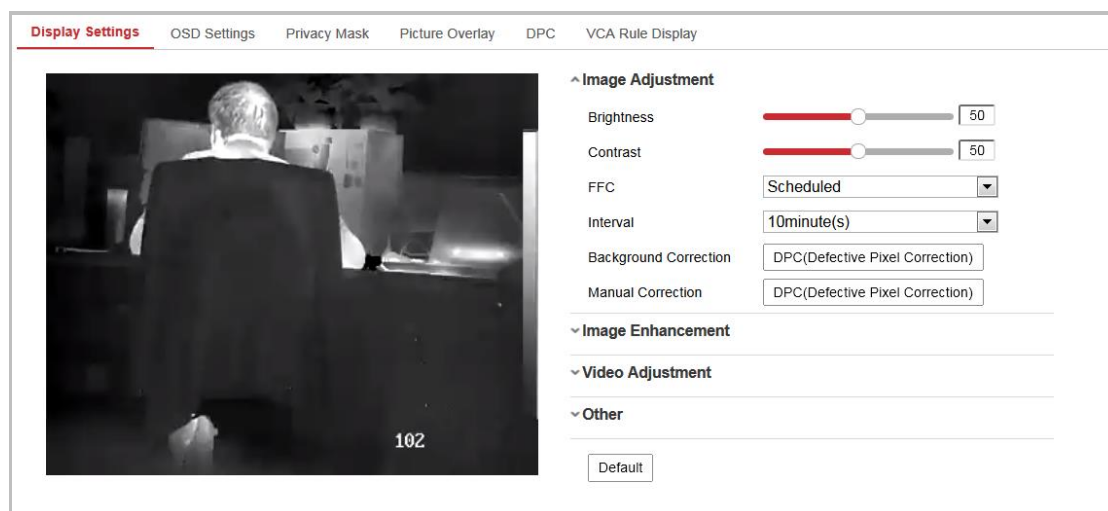 Display Settings OSD Settings Privacy Mask Picture Overlay DPC VCA Rule Display
Image Adjustment
Brightness 50
Contrast 50
FFC Scheduled
Interval 10minute(s)
Background Correction DPC(Defective Pixel Correction)
Manual Correction DPC(Defective Pixel Correction)
Image Enhancement
Video Adjustment
Other
102
Default